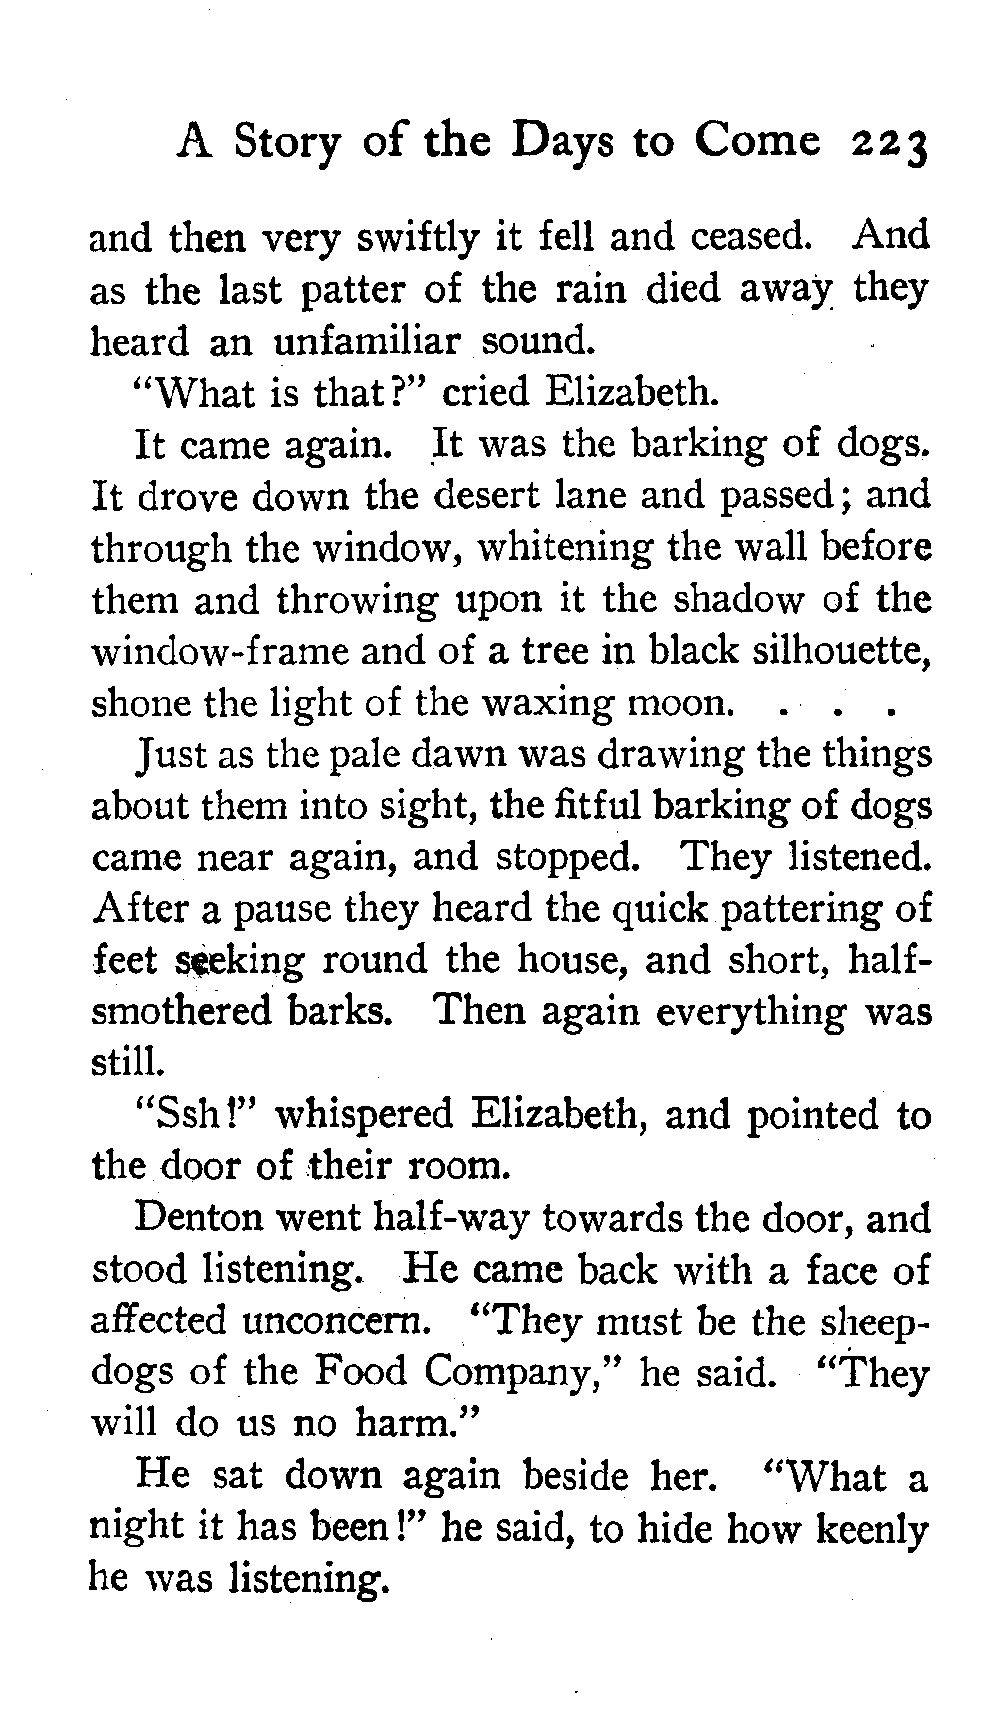 A Story of the Days to Come 223
and then very swiftly it fell and ceased. And
as the last patter of the rain died away they
heard an unfamiliar sound.
"What is that?" cried Elizabeth.
It came again. It was the barking of dogs.
It drove down the desert lane and passed; and
through the window, whitening the wall before
them and throwing upon it the shadow of the
window-frame and of a tree in black silhouette,
shone the light of the waxing moon. . . .
Just as the pale dawn was drawing the things
about them into sight, the fitful barking of dogs
came near again, and stopped. They listened.
After a pause they heard the quick pattering of
feet seeking round the house, and short, half-
smothered barks. Then again everything was
still.
"Ssh!" whispered Elizabeth, and pointed to
the door of their room.
Denton went half-way towards the door, and
stood listening. He came back with a face of
affected unconcern. "They must be the sheep-
dogs of the Food Company," he said. "They
will do us no harm."
He sat down again beside her. "What a
night it has been!" he said, to hide how keenly
he was listening.